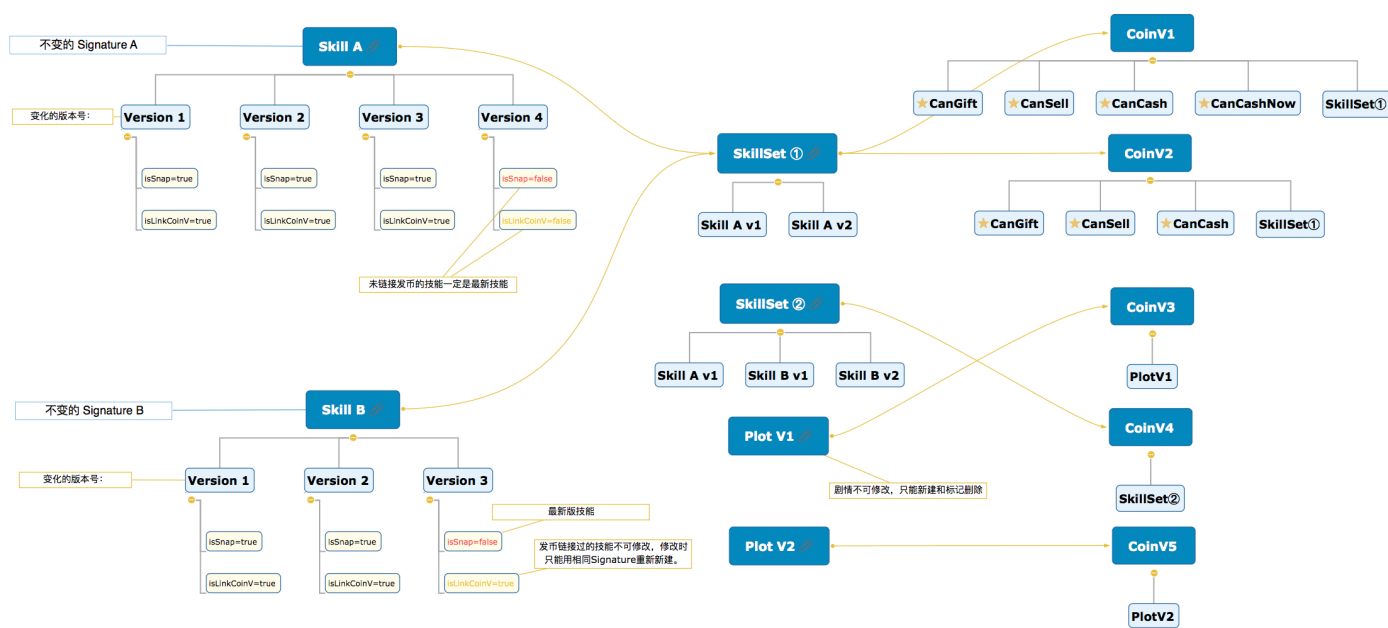 不变的 Signature A
Skill A
变化的版本号：
Version 1
Version 2
Version 3
Version 4
isSnap=true
isSnap=true
isSnap=true
isSnap=false
isLinkCoinV=true
isLinkCoinV=true
isLinkCoinV=true
isLinkCoinV=false
未链接发币的技能一定是最新技能
不变的 Signature B
Skill B
变化的版本号：
Version 1
Version 2
Version 3
最新版技能
isSnap=true
isSnap=true
isSnap=false
发币链接过的技能不可修改，修改时
只能用相同Signature重新新建。
isLinkCoinV=true
isLinkCoinV=true
isLinkCoinV=true
SkillSet ①
Skill A v1
Skill A v2
SkillSet ②
Skill A v1
Skill B v1
Skill B v2
Plot V1
剧情不可修改，只能新建和标记删除
Plot V2
CoinV1
CanGift
CanSell
CanCash
CanCashNow
SkillSet①
CoinV2
CanGift
CanSell
CanCash
SkillSet①
CoinV3
PlotV1
CoinV4
SkillSet②
CoinV5
PlotV2